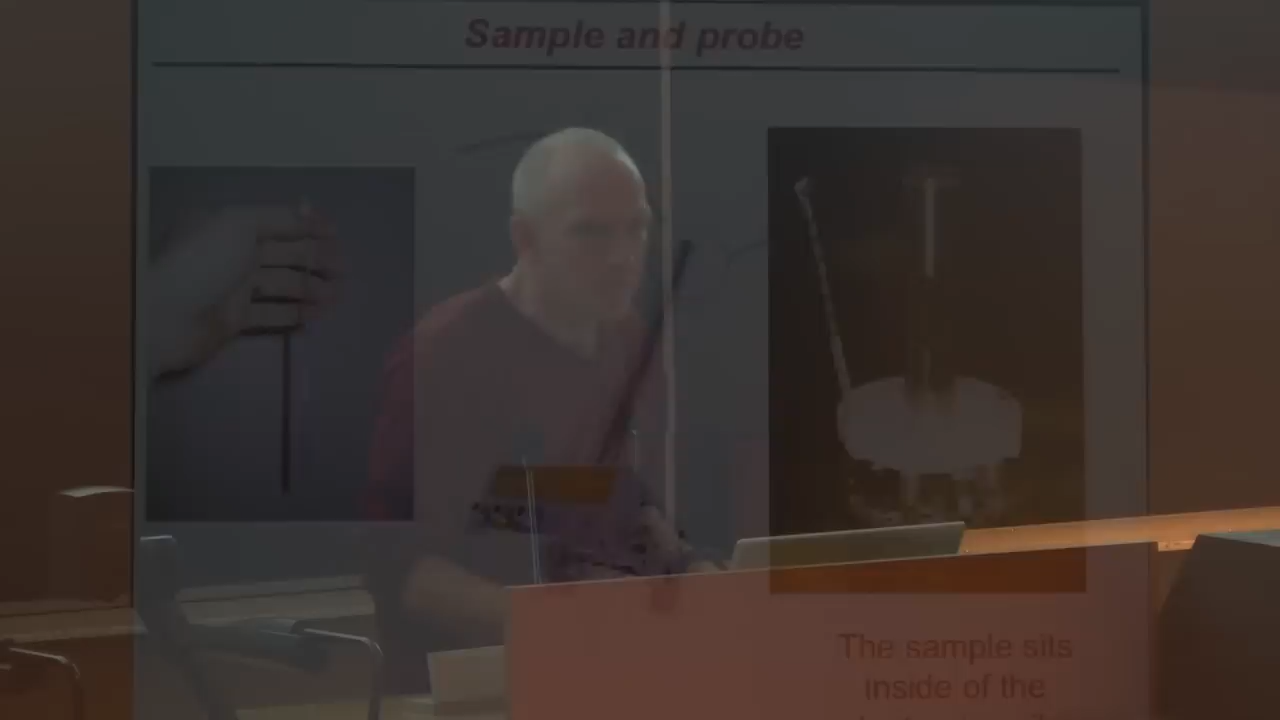 Sample and probe
The sample sits
inside of the